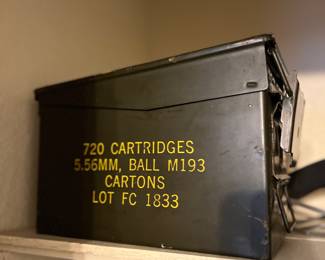 720 CARTRIDGES
5.56MM, BALL M193
CARTONS
LOT FC 1833